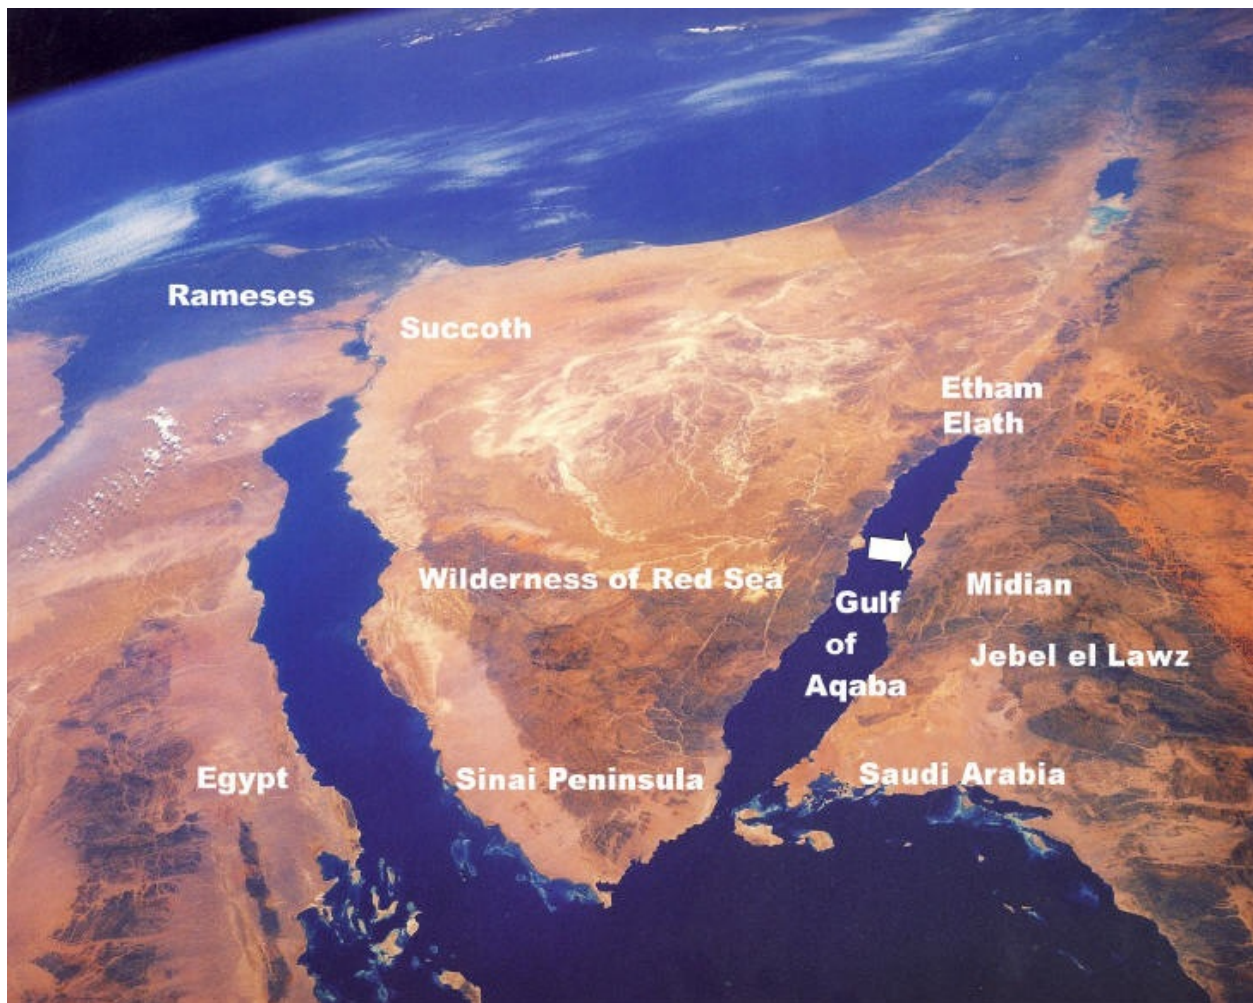 Rameses
Succoth
Etham
Elath
Wilderness of Red Sea
Midian
Gulf
of
Aqaba
Jebel el Lawz
Egypt
Sinai Peninsula
Saudi Arabia